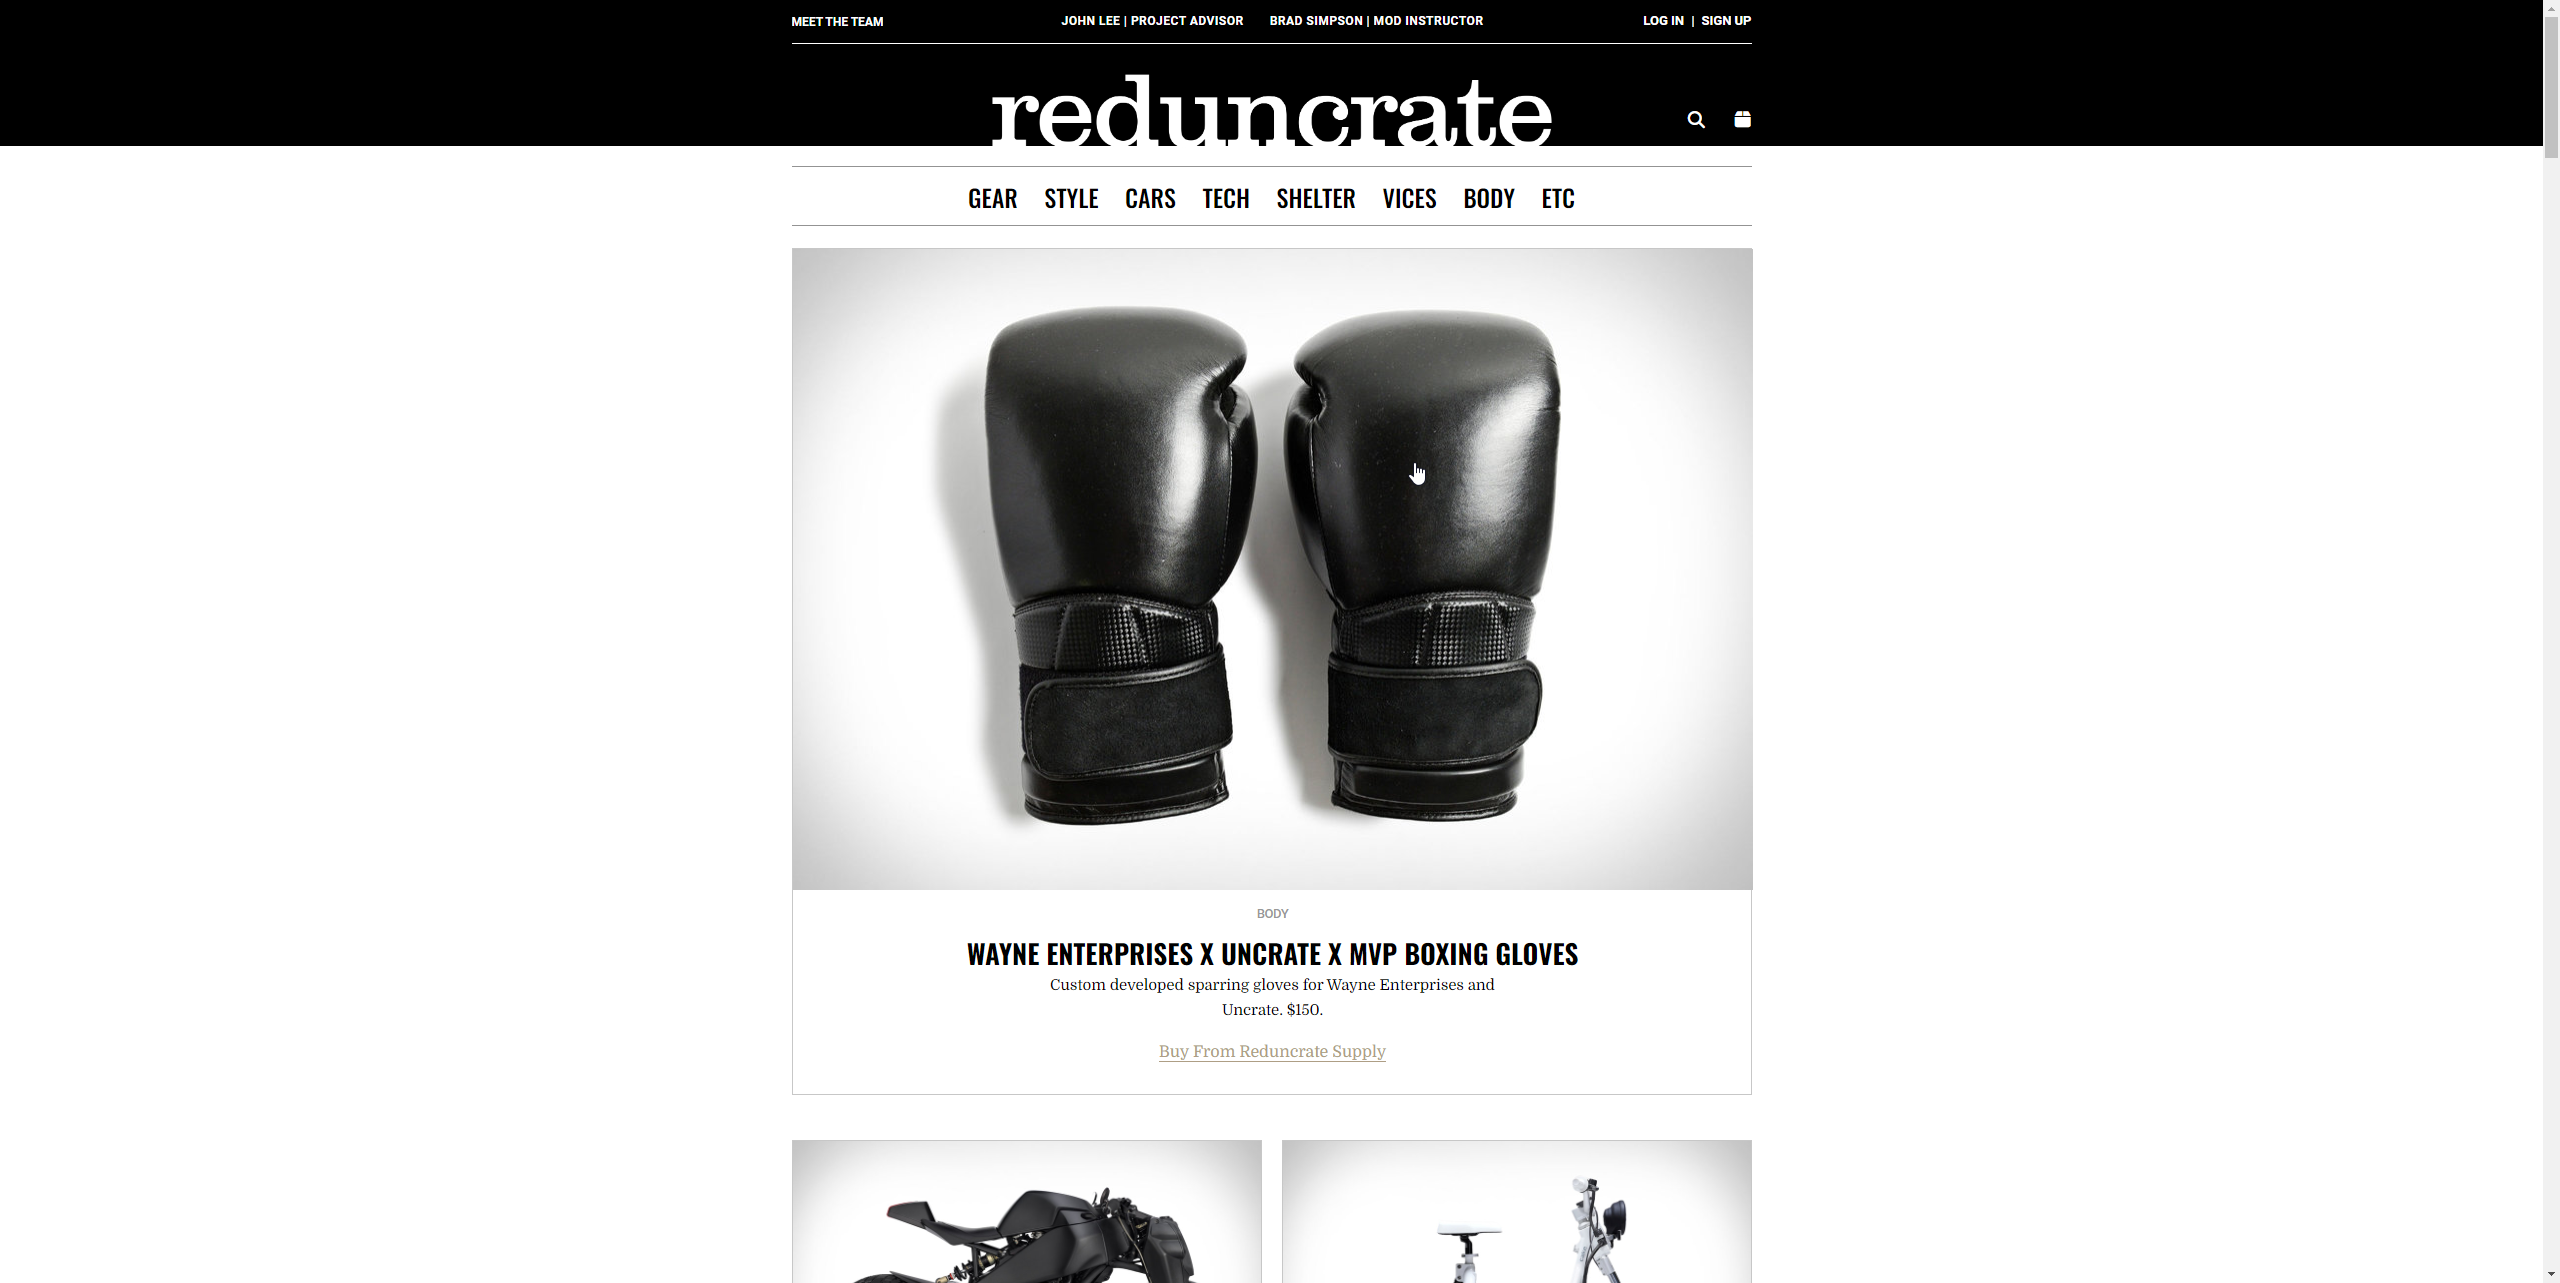 MEET THE TEAM
JOHN LEE | PROJECT ADVISOR
BRAD SIMPSON | MOD INSTRUCTOR
LOG IN | SIGN UP
reduncrate
GEAR STYLE CARS TECH SHELTER VICES BODY ETC
BODY
WAYNE ENTERPRISES X UNCRATE X MVP BOXING GLOVES
Custom developed sparring gloves for Wayne Enterprises and
Uncrate. $150.
Buy From Reduncrate Supply